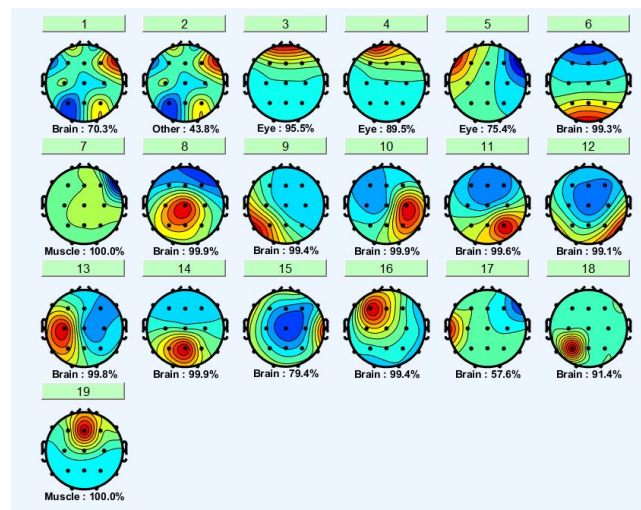 1 2 3 4 5 6
Brain : 70.3% Other : 43.8% Eye : 95.5% Eye : 89.5% Eye : 75.4% Brain : 99.3%
7 8 9 10 11 12
Muscle : 100.0% Brain : 99.9% Brain : 99.4% Brain : 99.9% Brain : 99.6% Brain : 99.1%
13 14 15 16 17 18
Brain : 99.8% Brain : 99.9% Brain : 79.4% Brain : 99.4% Brain : 57.6% Brain : 91.4%
19
Muscle : 100.0%